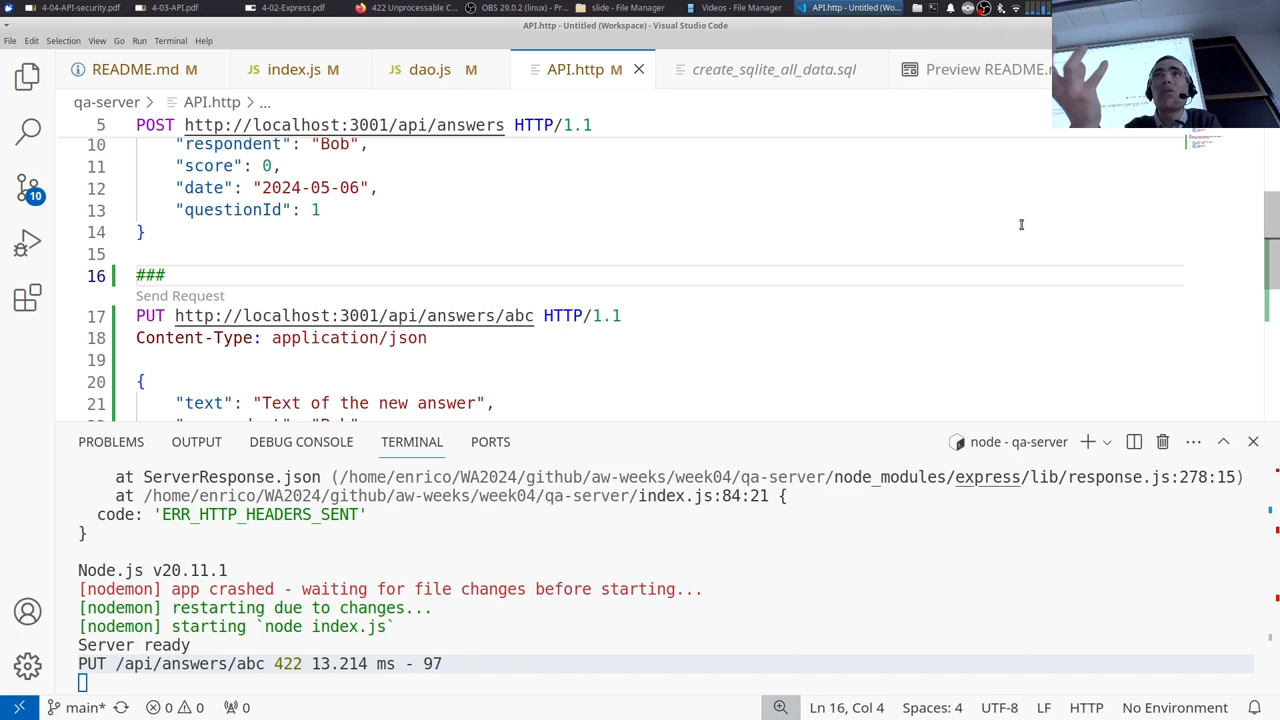 4-04-API-security.pdf
4-03-API.pdf
4-02-Express.pdf
422 Unprocessable C...
OBS 29.0.2 (linux) - Pr...
slide - File Manager
Videos - File Manager
API.http - Untitled (Wo...
API.http - Untitled (Workspace) - Visual Studio Code
File Edit Selection View Go Run Terminal Help
README.md M
index.js M
dao.js M
API.http M
create_sqlite_all_data.sql
Preview README.m
qa-server > API.http > ...
5 POST http://localhost:3001/api/answers HTTP/1.1
10 "respondent": "Bob",
11 "score": 0,
12 "date": "2024-05-06",
13 "questionId": 1
14 }
15
16 ###
Send Request
17 PUT http://localhost:3001/api/answers/abc HTTP/1.1
18 Content-Type: application/json
19
20 {
21 "text": "Text of the new answer",
10
PROBLEMS OUTPUT DEBUG CONSOLE TERMINAL PORTS
node - qa-server
at ServerResponse.json (/home/enrico/WA2024/github/aw-weeks/week04/qa-server/node_modules/express/lib/response.js:278:15)
at /home/enrico/WA2024/github/aw-weeks/week04/qa-server/index.js:84:21 {
code: 'ERR_HTTP_HEADERS_SENT'
}
Node.js v20.11.1
[nodemon] app crashed - waiting for file changes before starting...
[nodemon] restarting due to changes...
[nodemon] starting `node index.js`
Server ready
PUT /api/answers/abc 422 13.214 ms - 97
main* 0 0 0 Ln 16, Col 4 Spaces: 4 UTF-8 LF HTTP No Environment